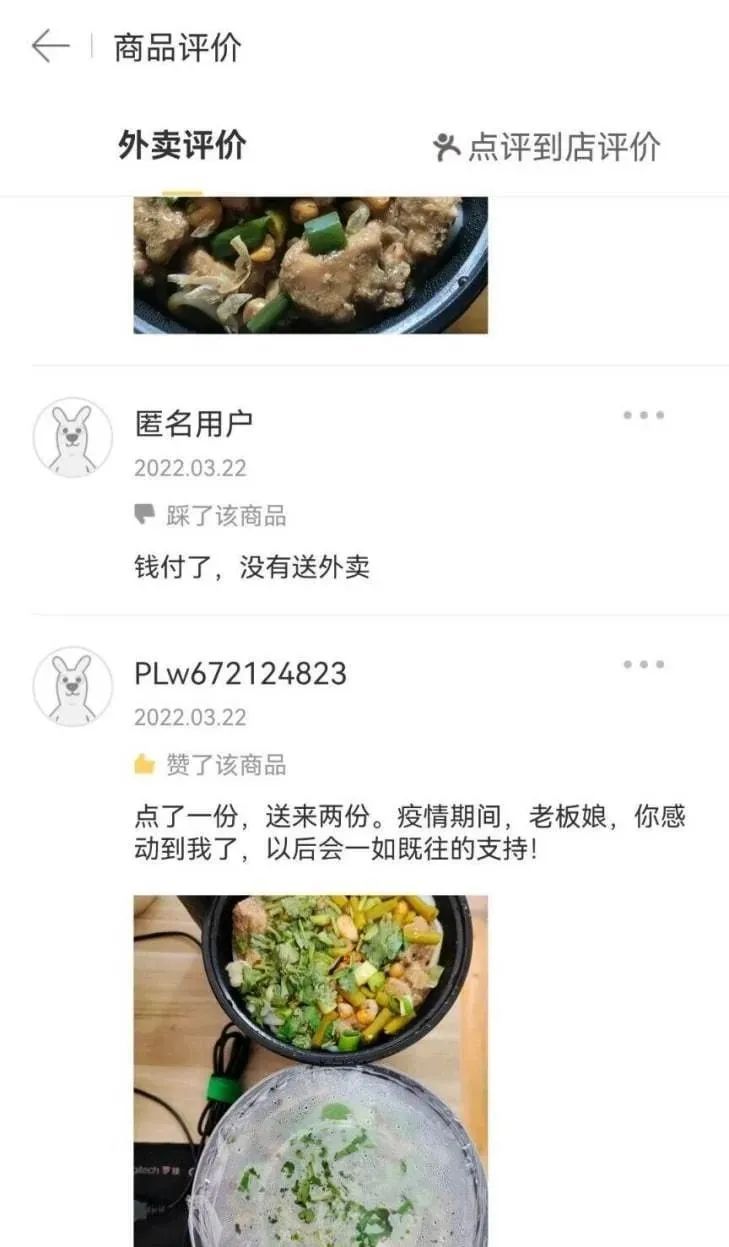 商品评价
外卖评价
点评到店评价
匿名用户
2022.03.22
踩了该商品
钱付了，没有送外卖
PLw672124823
2022.03.22
赞了该商品
点了一份，送来两份。疫情期间，老板娘，你感
动到我了，以后会一如既往的支持！